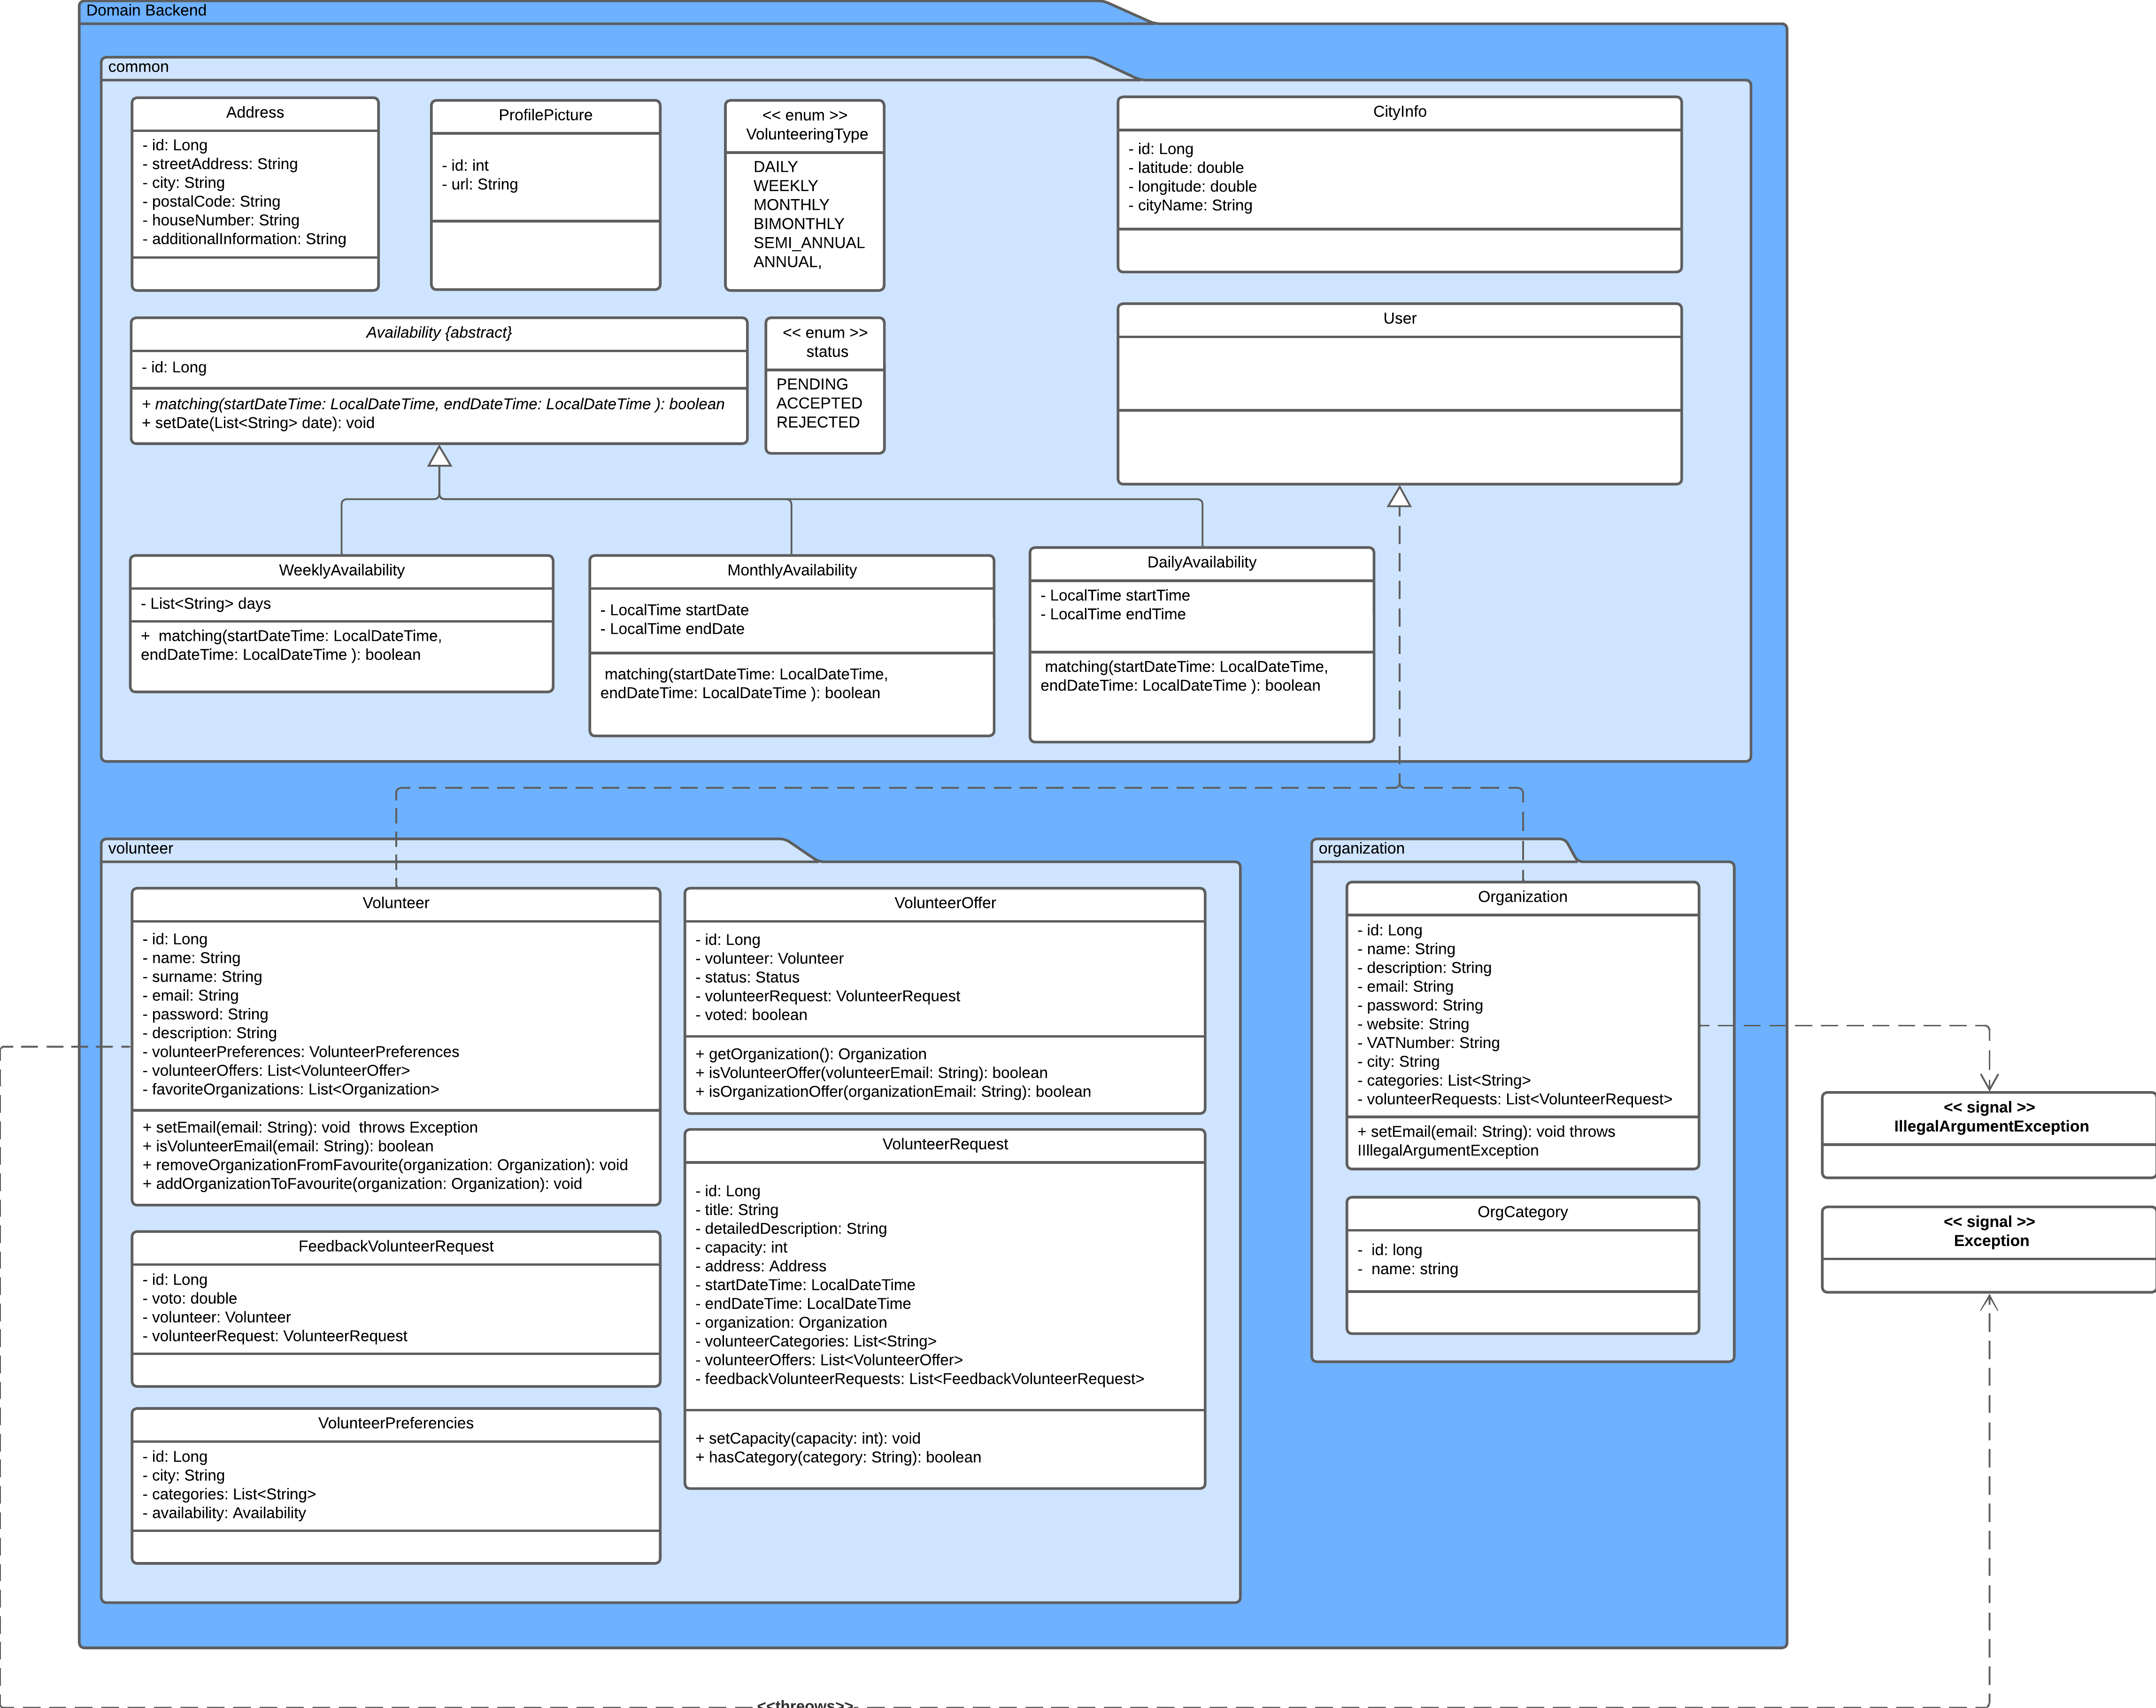 Domain Backend
common
Address
- id: Long
- streetAddress: String
- city: String
- postalCode: String
- houseNumber: String
- additionalInformation: String
ProfilePicture
- id: int
- url: String
<< enum >>
VolunteeringType
DAILY
WEEKLY
MONTHLY
BIMONTHLY
SEMI_ANNUAL
ANNUAL,
CityInfo
- id: Long
- latitude: double
- longitude: double
- cityName: String
Availability {abstract}
- id: Long
+ matching(startDateTime: LocalDateTime, endDateTime: LocalDateTime ): boolean
+ setDate(List<String> date): void
<< enum >>
status
PENDING
ACCEPTED
REJECTED
User
WeeklyAvailability
- List<String> days
+  matching(startDateTime: LocalDateTime,
endDateTime: LocalDateTime ): boolean
MonthlyAvailability
- LocalTime startDate
- LocalTime endDate
matching(startDateTime: LocalDateTime,
endDateTime: LocalDateTime ): boolean
DailyAvailability
- LocalTime startTime
- LocalTime endTime
matching(startDateTime: LocalDateTime,
endDateTime: LocalDateTime ): boolean
volunteer
Volunteer
- id: Long
- name: String
- surname: String
- email: String
- password: String
- description: String
- volunteerPreferences: VolunteerPreferences
- volunteerOffers: List<VolunteerOffer>
- favoriteOrganizations: List<Organization>
+ setEmail(email: String): void  throws Exception
+ isVolunteerEmail(email: String): boolean
+ removeOrganizationFromFavourite(organization: Organization): void
+ addOrganizationToFavourite(organization: Organization): void
FeedbackVolunteerRequest
- id: Long
- voto: double
- volunteer: Volunteer
- volunteerRequest: VolunteerRequest
VolunteerPreferencies
- id: Long
- city: String
- categories: List<String>
- availability: Availability
VolunteerOffer
- id: Long
- volunteer: Volunteer
- status: Status
- volunteerRequest: VolunteerRequest
- voted: boolean
+ getOrganization(): Organization
+ isVolunteerOffer(volunteerEmail: String): boolean
+ isOrganizationOffer(organizationEmail: String): boolean
VolunteerRequest
- id: Long
- title: String
- detailedDescription: String
- capacity: int
- address: Address
- startDateTime: LocalDateTime
- endDateTime: LocalDateTime
- organization: Organization
- volunteerCategories: List<String>
- volunteerOffers: List<VolunteerOffer>
- feedbackVolunteerRequests: List<FeedbackVolunteerRequest>
+ setCapacity(capacity: int): void
+ hasCategory(category: String): boolean
organization
Organization
- id: Long
- name: String
- description: String
- email: String
- password: String
- website: String
- VATNumber: String
- city: String
- categories: List<String>
- volunteerRequests: List<VolunteerRequest>
+ setEmail(email: String): void throws
IIllegalArgumentException
OrgCategory
-  id: long
-  name: string
<< signal >>
IllegalArgumentException
<< signal >>
Exception
<<threows>>